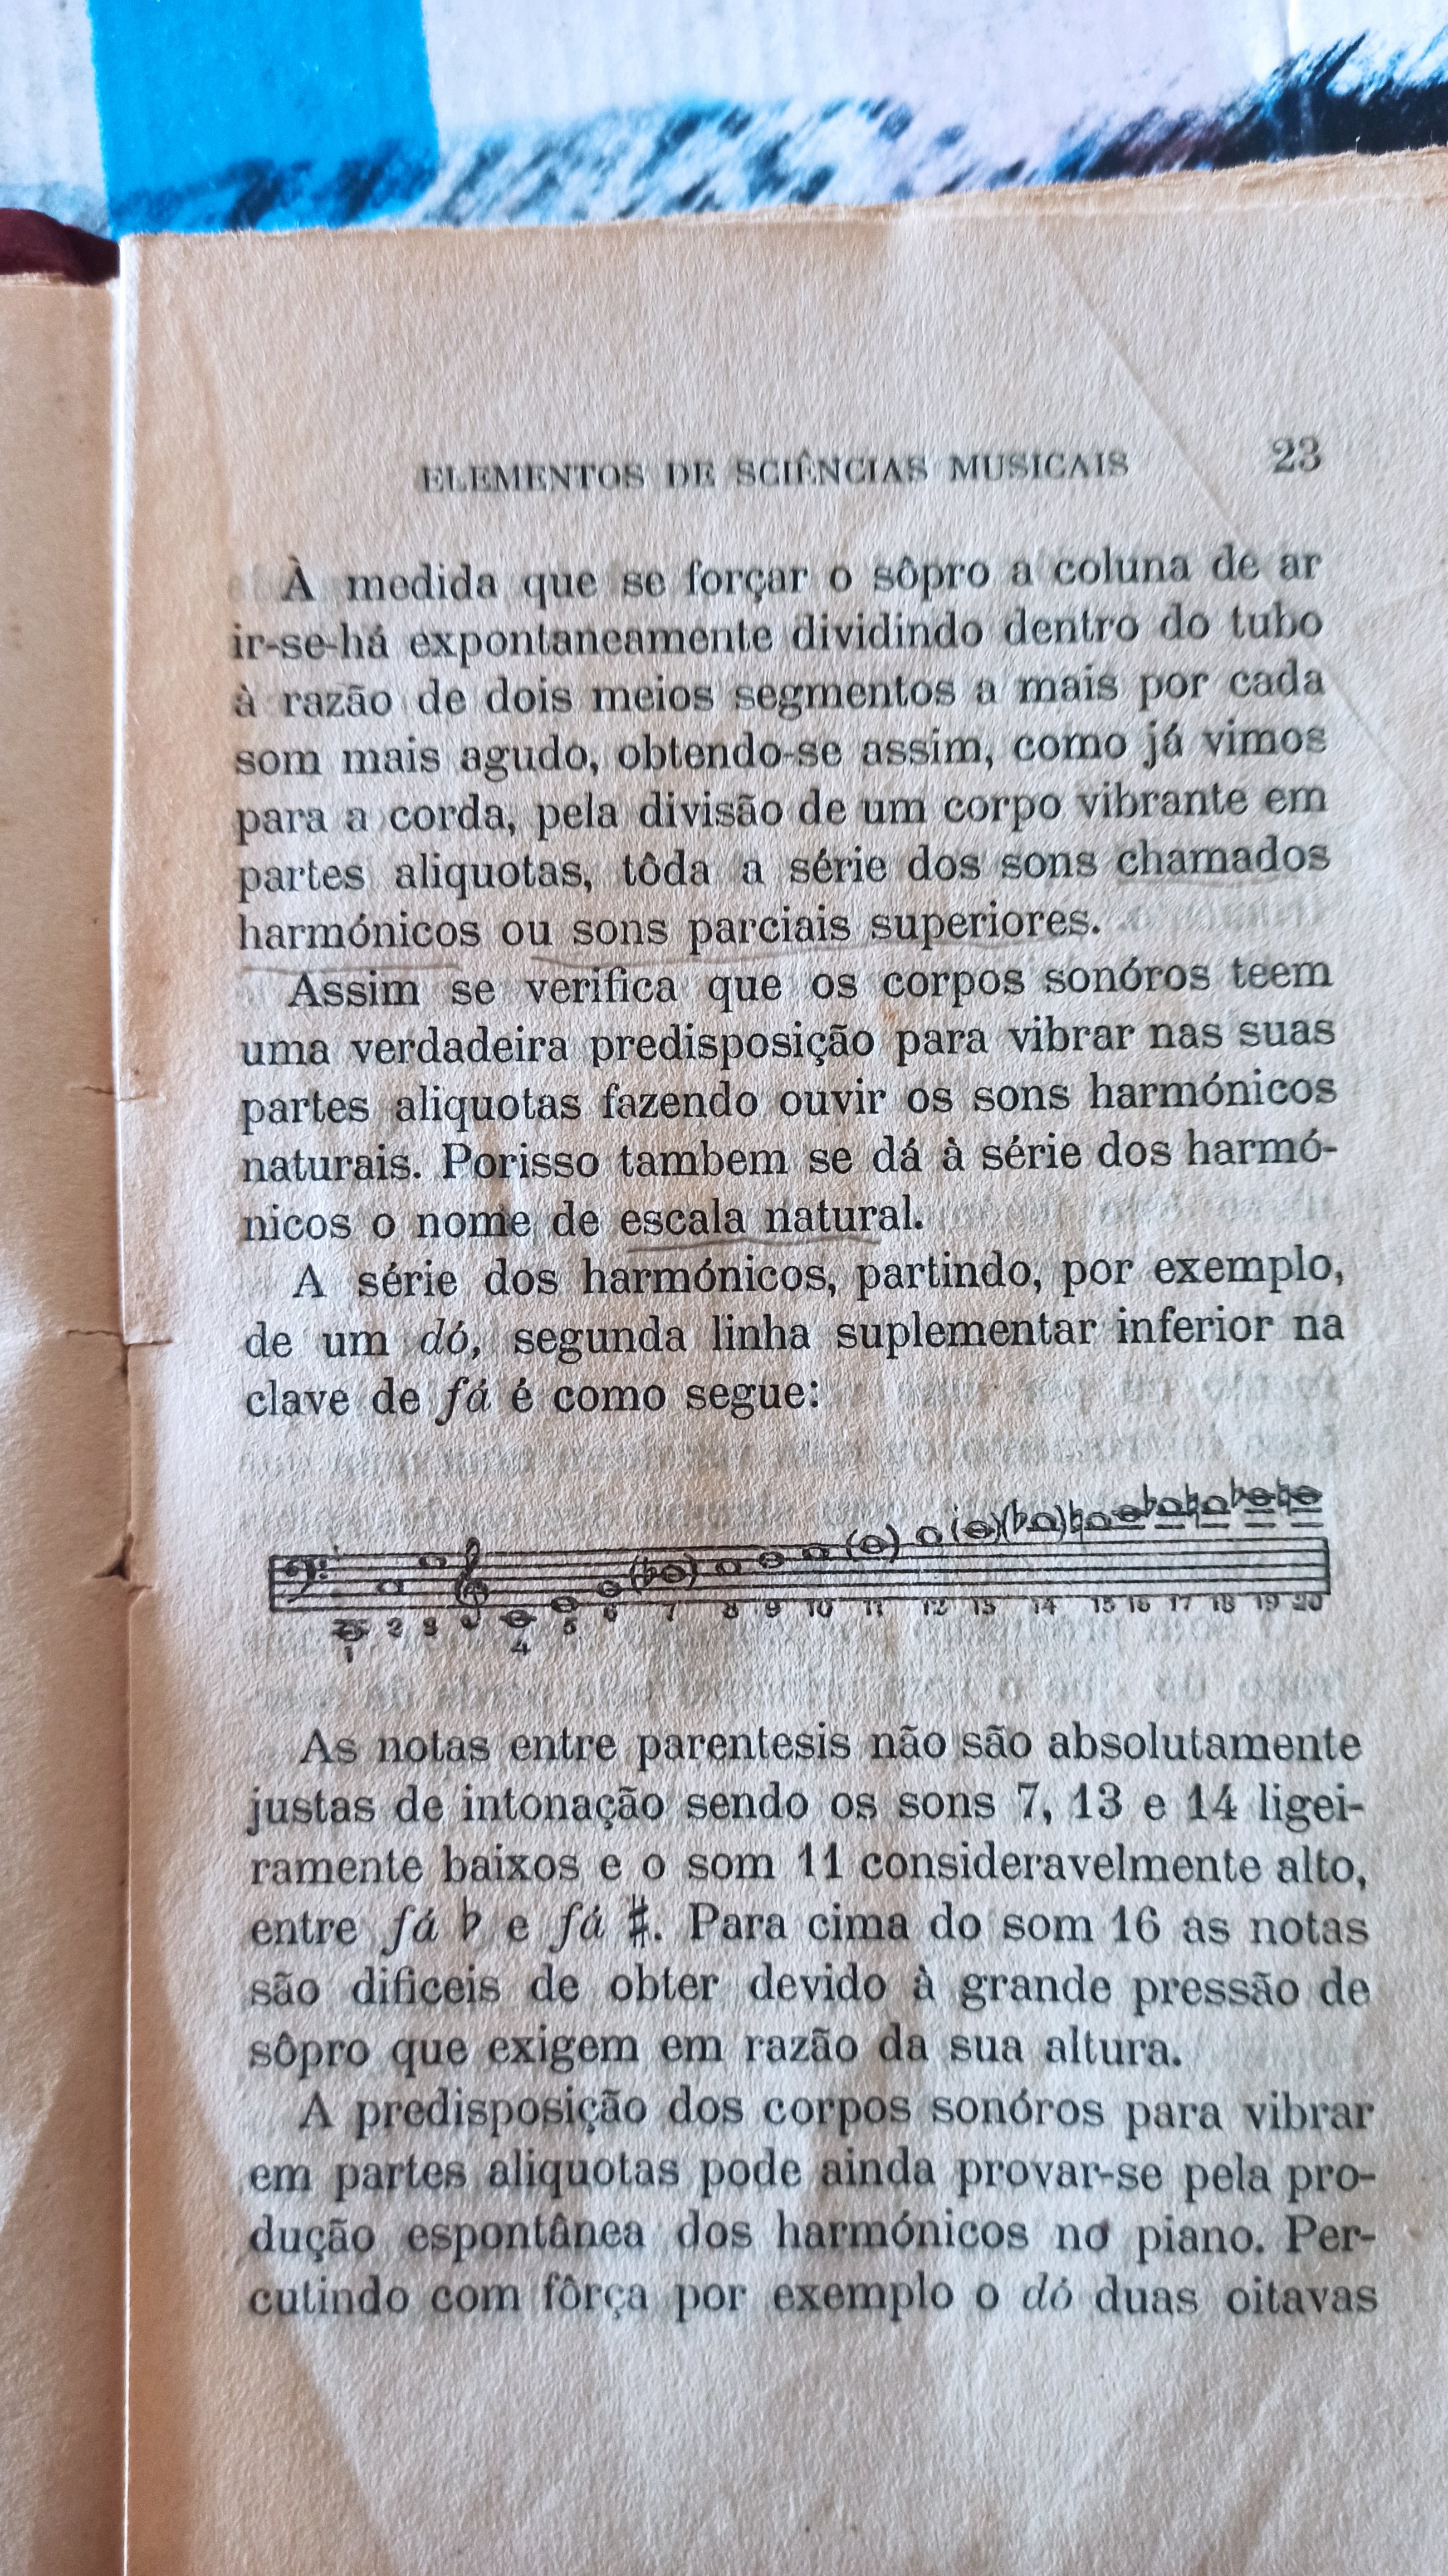 ELEMENTOS DE SCIÊNCIAS MUSICAIS 23
À medida que se forçar o sôpro a coluna de ar
ir-se-há expontaneamente dividindo dentro do tubo
à razão de dois meios segmentos a mais por cada
som mais agudo, obtendo-se assim, como já vimos
para a corda, pela divisão de um corpo vibrante em
partes aliquotas, tôda a série dos sons chamados
harmónicos ou sons parciais superiores.
Assim se verifica que os corpos sonóros teem
uma verdadeira predisposição para vibrar nas suas
partes aliquotas fazendo ouvir os sons harmónicos
naturais. Porisso tambem se dá à série dos harmó-
nicos o nome de escala natural.
A série dos harmónicos, partindo, por exemplo,
de um dó, segunda linha suplementar inferior na
clave de fá é como segue:
1 2 3 4 5 6 7 8 9 10 11 12 13 14 15 16 17 18 19 20
As notas entre parentesis não são absolutamente
justas de intonação sendo os sons 7, 13 e 14 ligei-
ramente baixos e o som 11 consideravelmente alto,
entre fá ♭ e fá ♯. Para cima do som 16 as notas
são dificeis de obter devido à grande pressão de
sôpro que exigem em razão da sua altura.
A predisposição dos corpos sonóros para vibrar
em partes aliquotas pode ainda provar-se pela pro-
dução espontânea dos harmónicos no piano. Per-
cutindo com fôrça por exemplo o dó duas oitavas